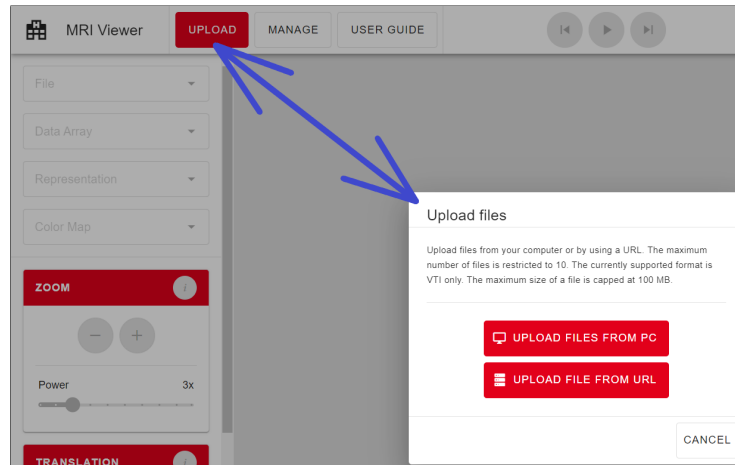 MRI Viewer
UPLOAD
MANAGE
USER GUIDE
File
Data Array
Representation
Color Map
ZOOM
i
Power 3x
TRANSLATION
i
Upload files
Upload files from your computer or by using a URL. The maximum
number of files is restricted to 10. The currently supported format is
VTI only. The maximum size of a file is capped at 100 MB.
UPLOAD FILES FROM PC
UPLOAD FILE FROM URL
CANCEL